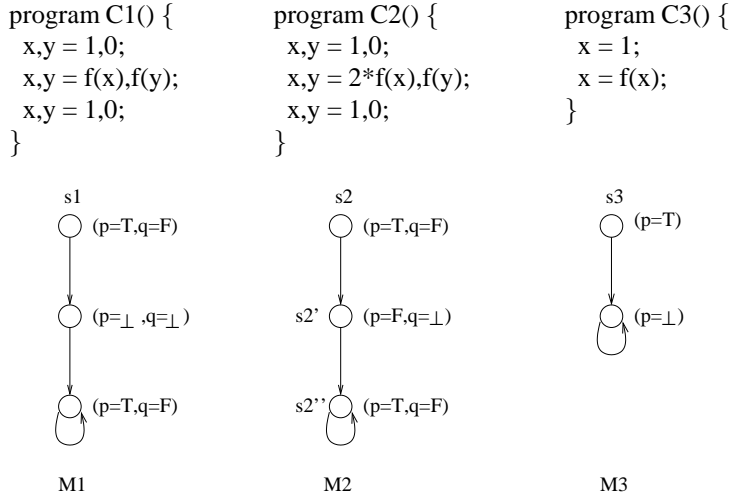 program C1() {
x,y = 1,0;
x,y = f(x),f(y);
x,y = 1,0;
}
program C2() {
x,y = 1,0;
x,y = 2*f(x),f(y);
x,y = 1,0;
}
program C3() {
x = 1;
x = f(x);
}
s1
(p=T,q=F)
(p=⊥ ,q=⊥ )
(p=T,q=F)
M1
s2
(p=T,q=F)
s2' (p=F,q=⊥)
s2'' (p=T,q=F)
M2
s3
(p=T)
(p=⊥)
M3